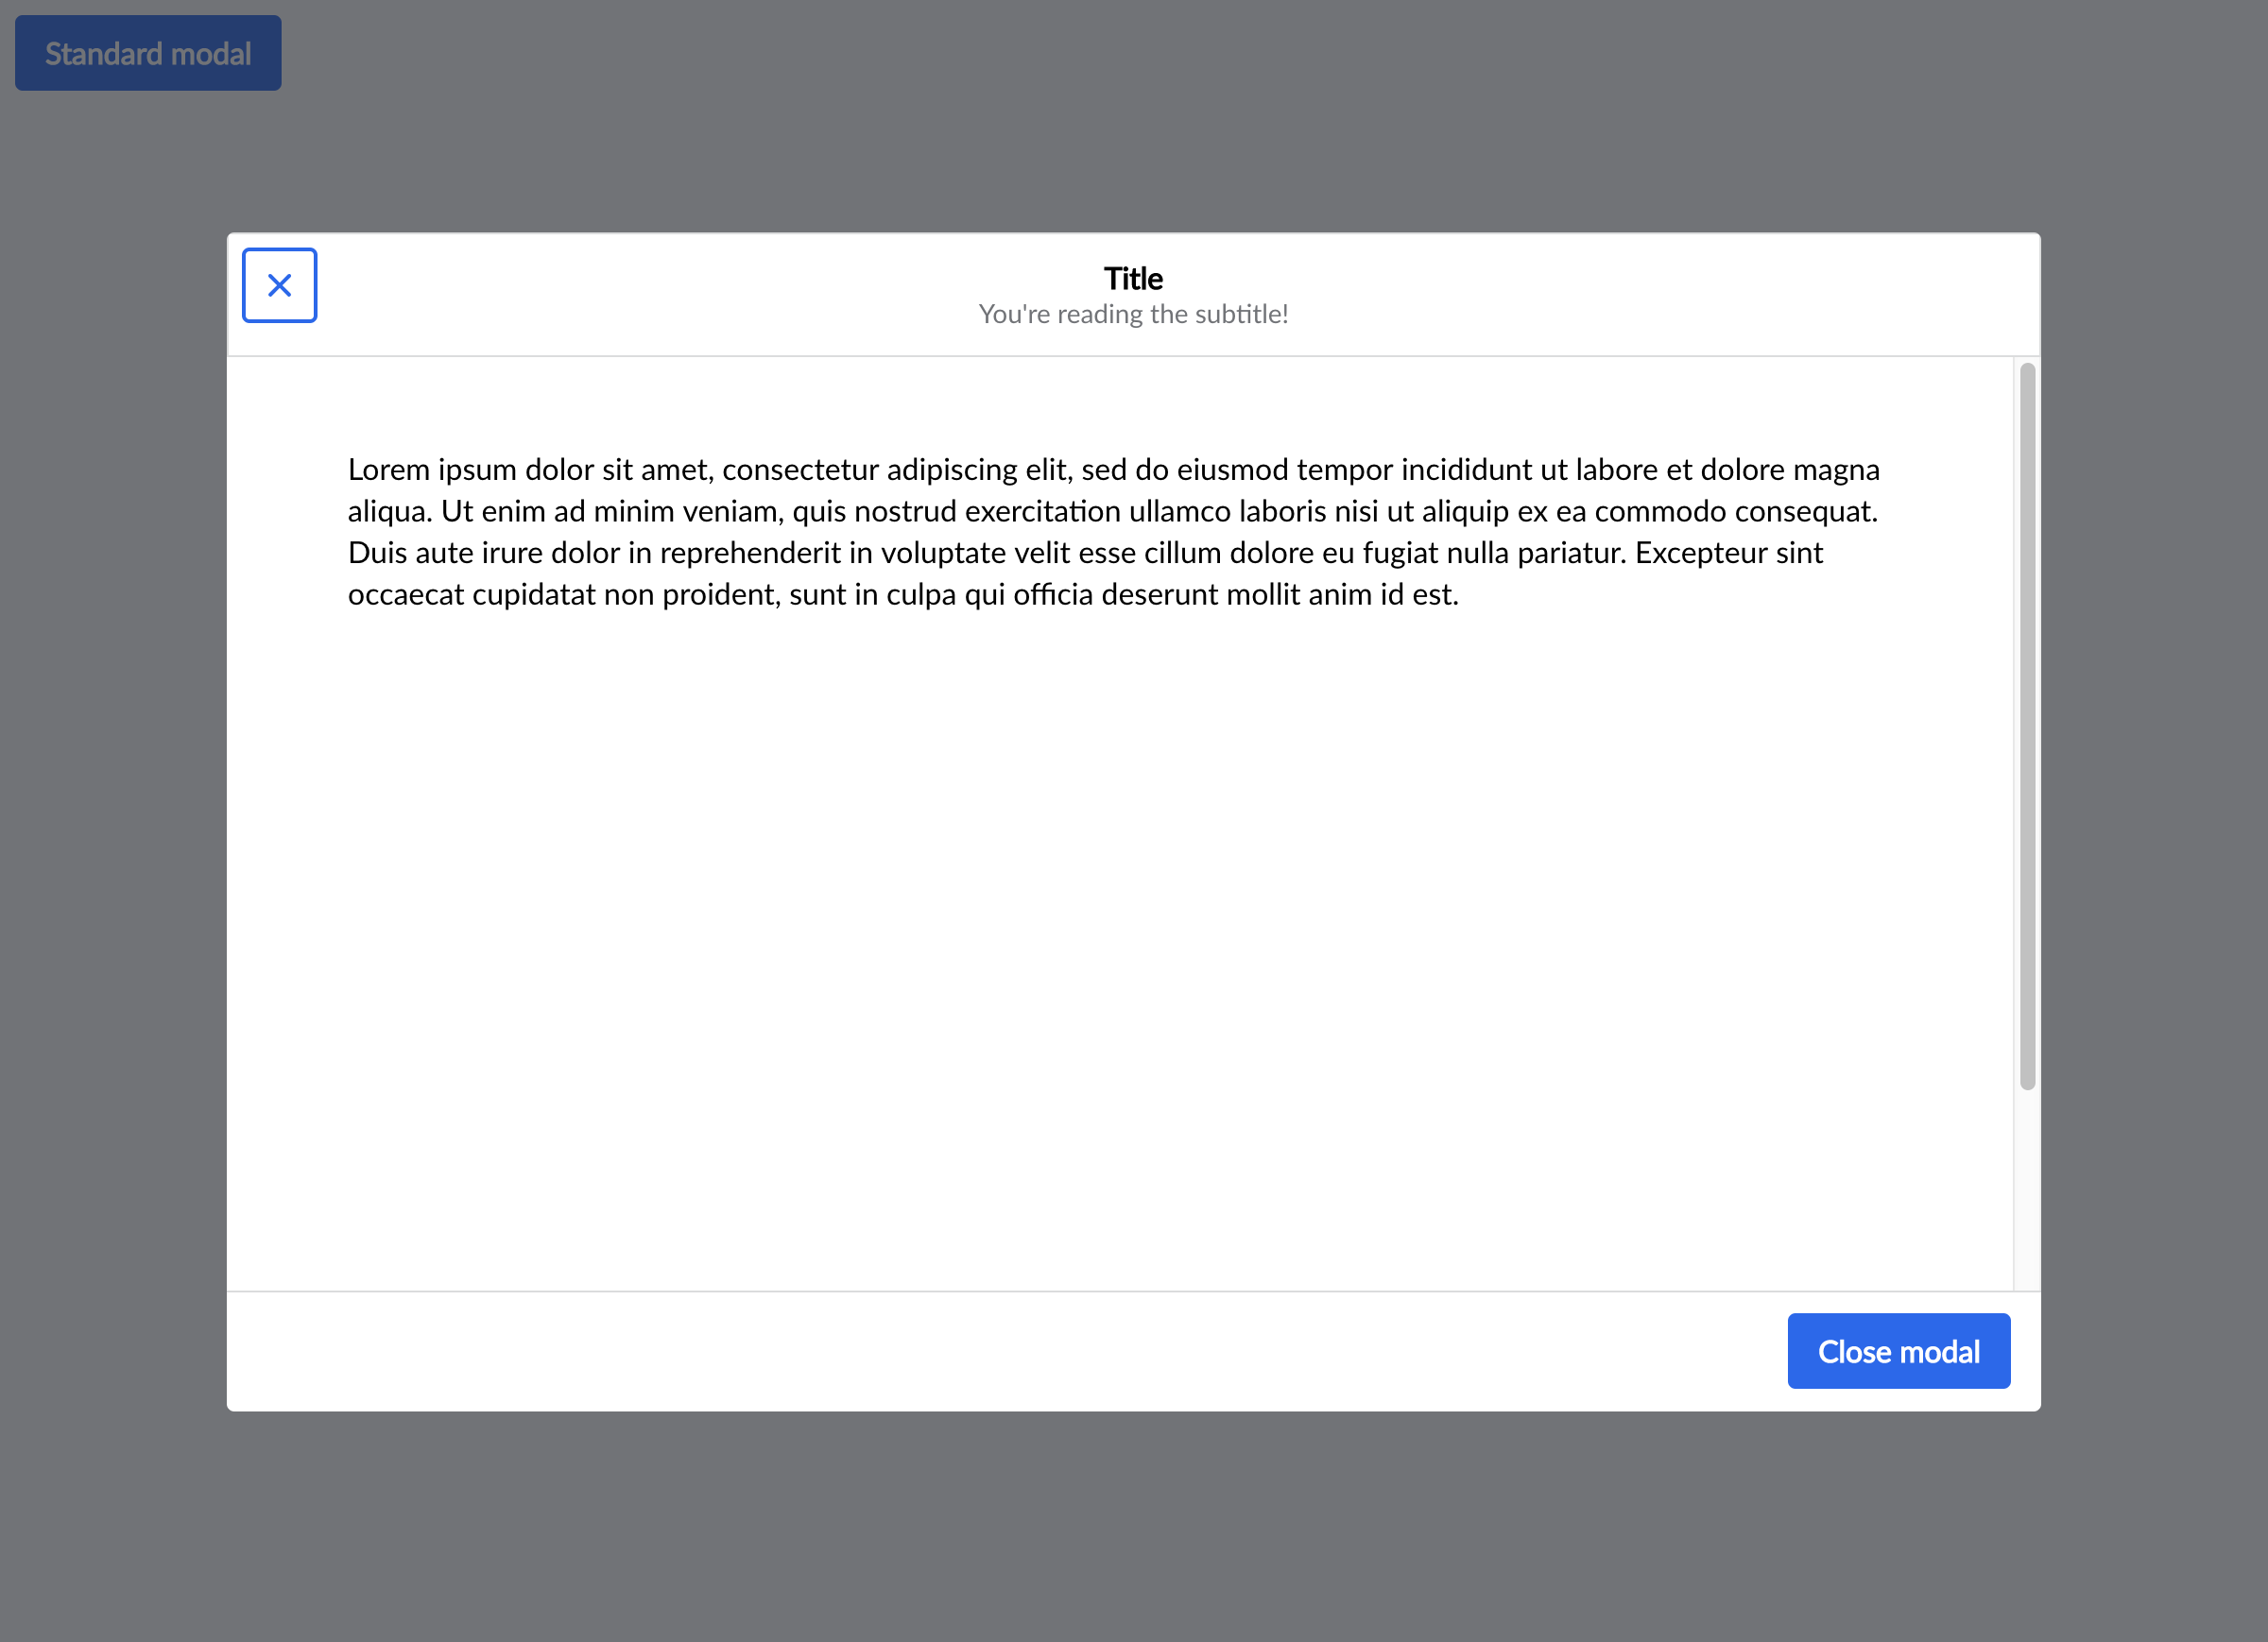 Standard modal
Title
You're reading the subtitle!
Lorem ipsum dolor sit amet, consectetur adipiscing elit, sed do eiusmod tempor incididunt ut labore et dolore magna
aliqua. Ut enim ad minim veniam, quis nostrud exercitation ullamco laboris nisi ut aliquip ex ea commodo consequat.
Duis aute irure dolor in reprehenderit in voluptate velit esse cillum dolore eu fugiat nulla pariatur. Excepteur sint
occaecat cupidatat non proident, sunt in culpa qui officia deserunt mollit anim id est.
Close modal